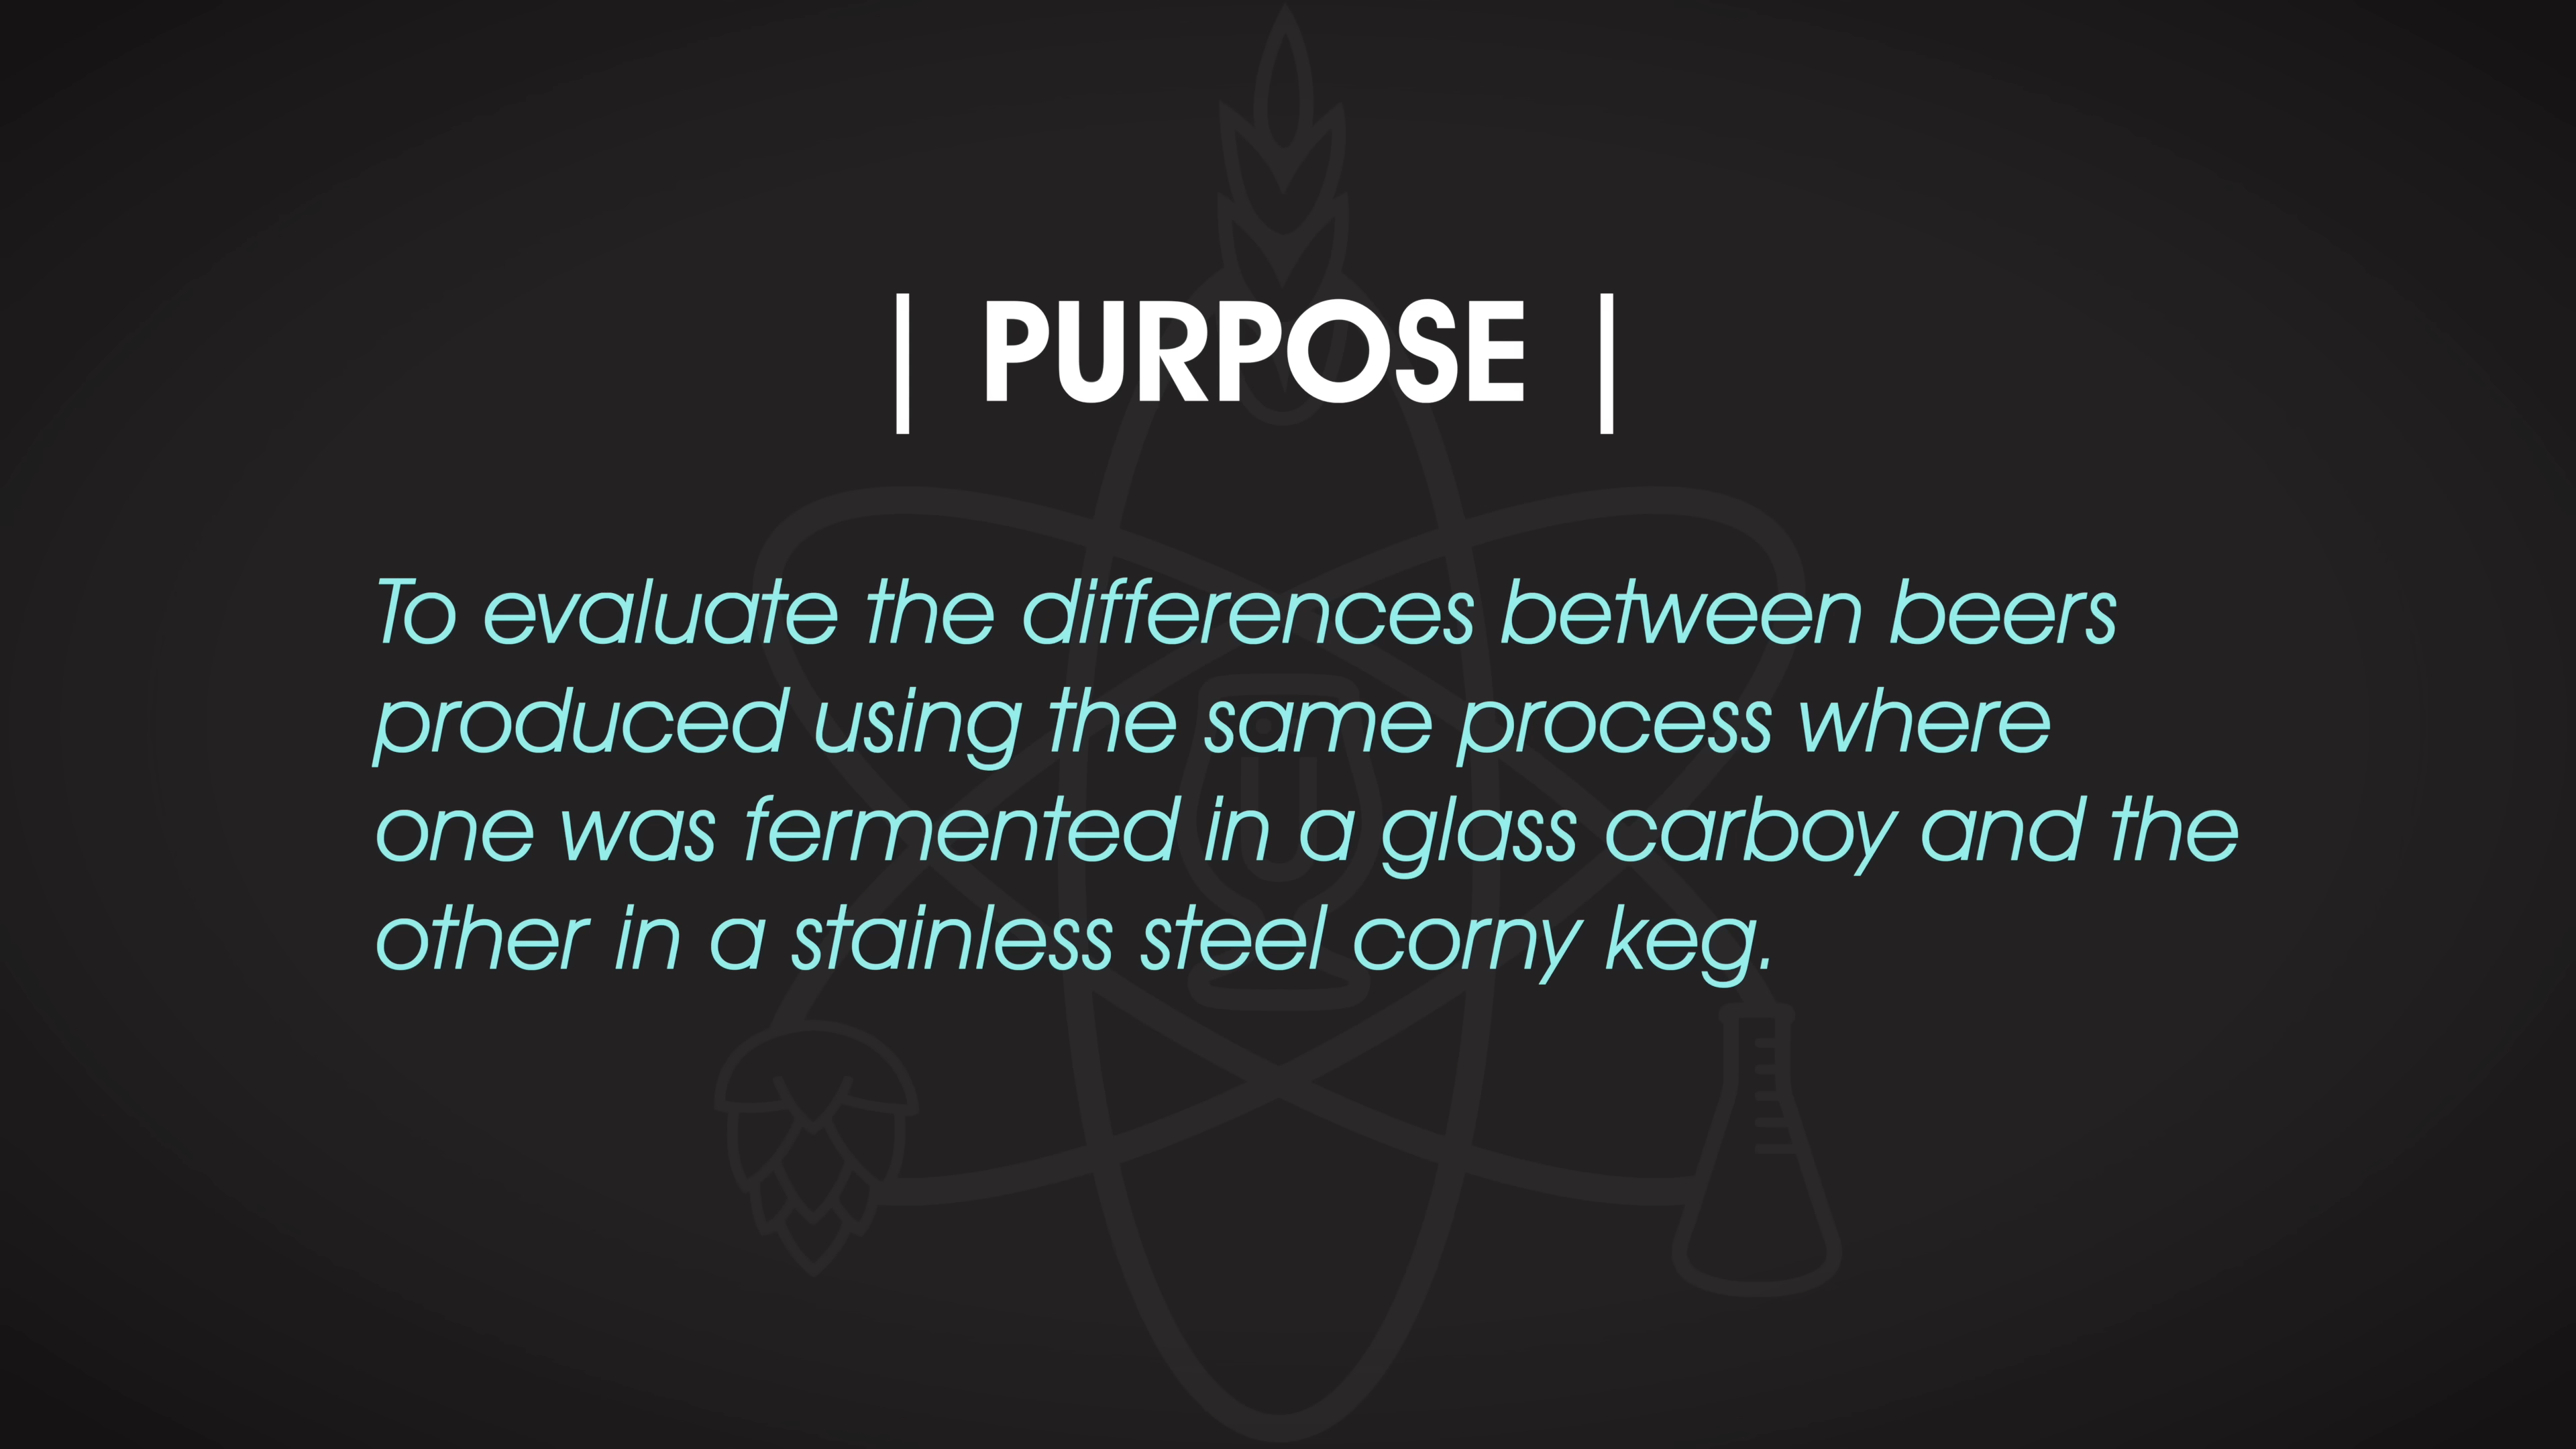 | PURPOSE |
To evaluate the differences between beers
produced using the same process where
one was fermented in a glass carboy and the
other in a stainless steel corny keg.